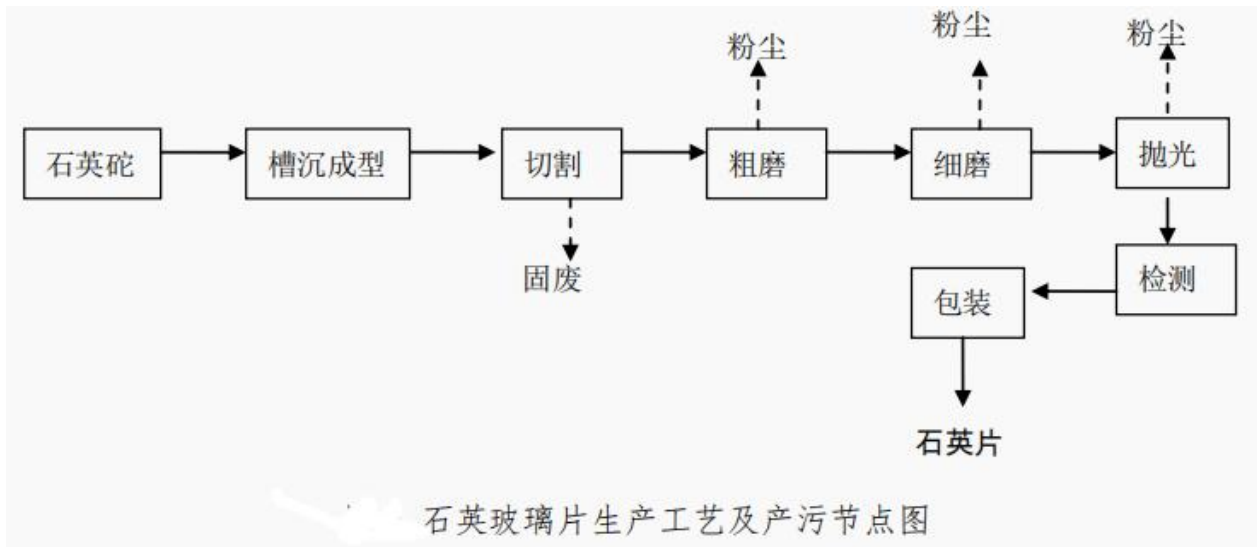 粉尘
粉尘
粉尘
石英砣
槽沉成型
切割
粗磨
细磨
抛光
固废
检测
包装
石英片
石英玻璃片生产工艺及产污节点图